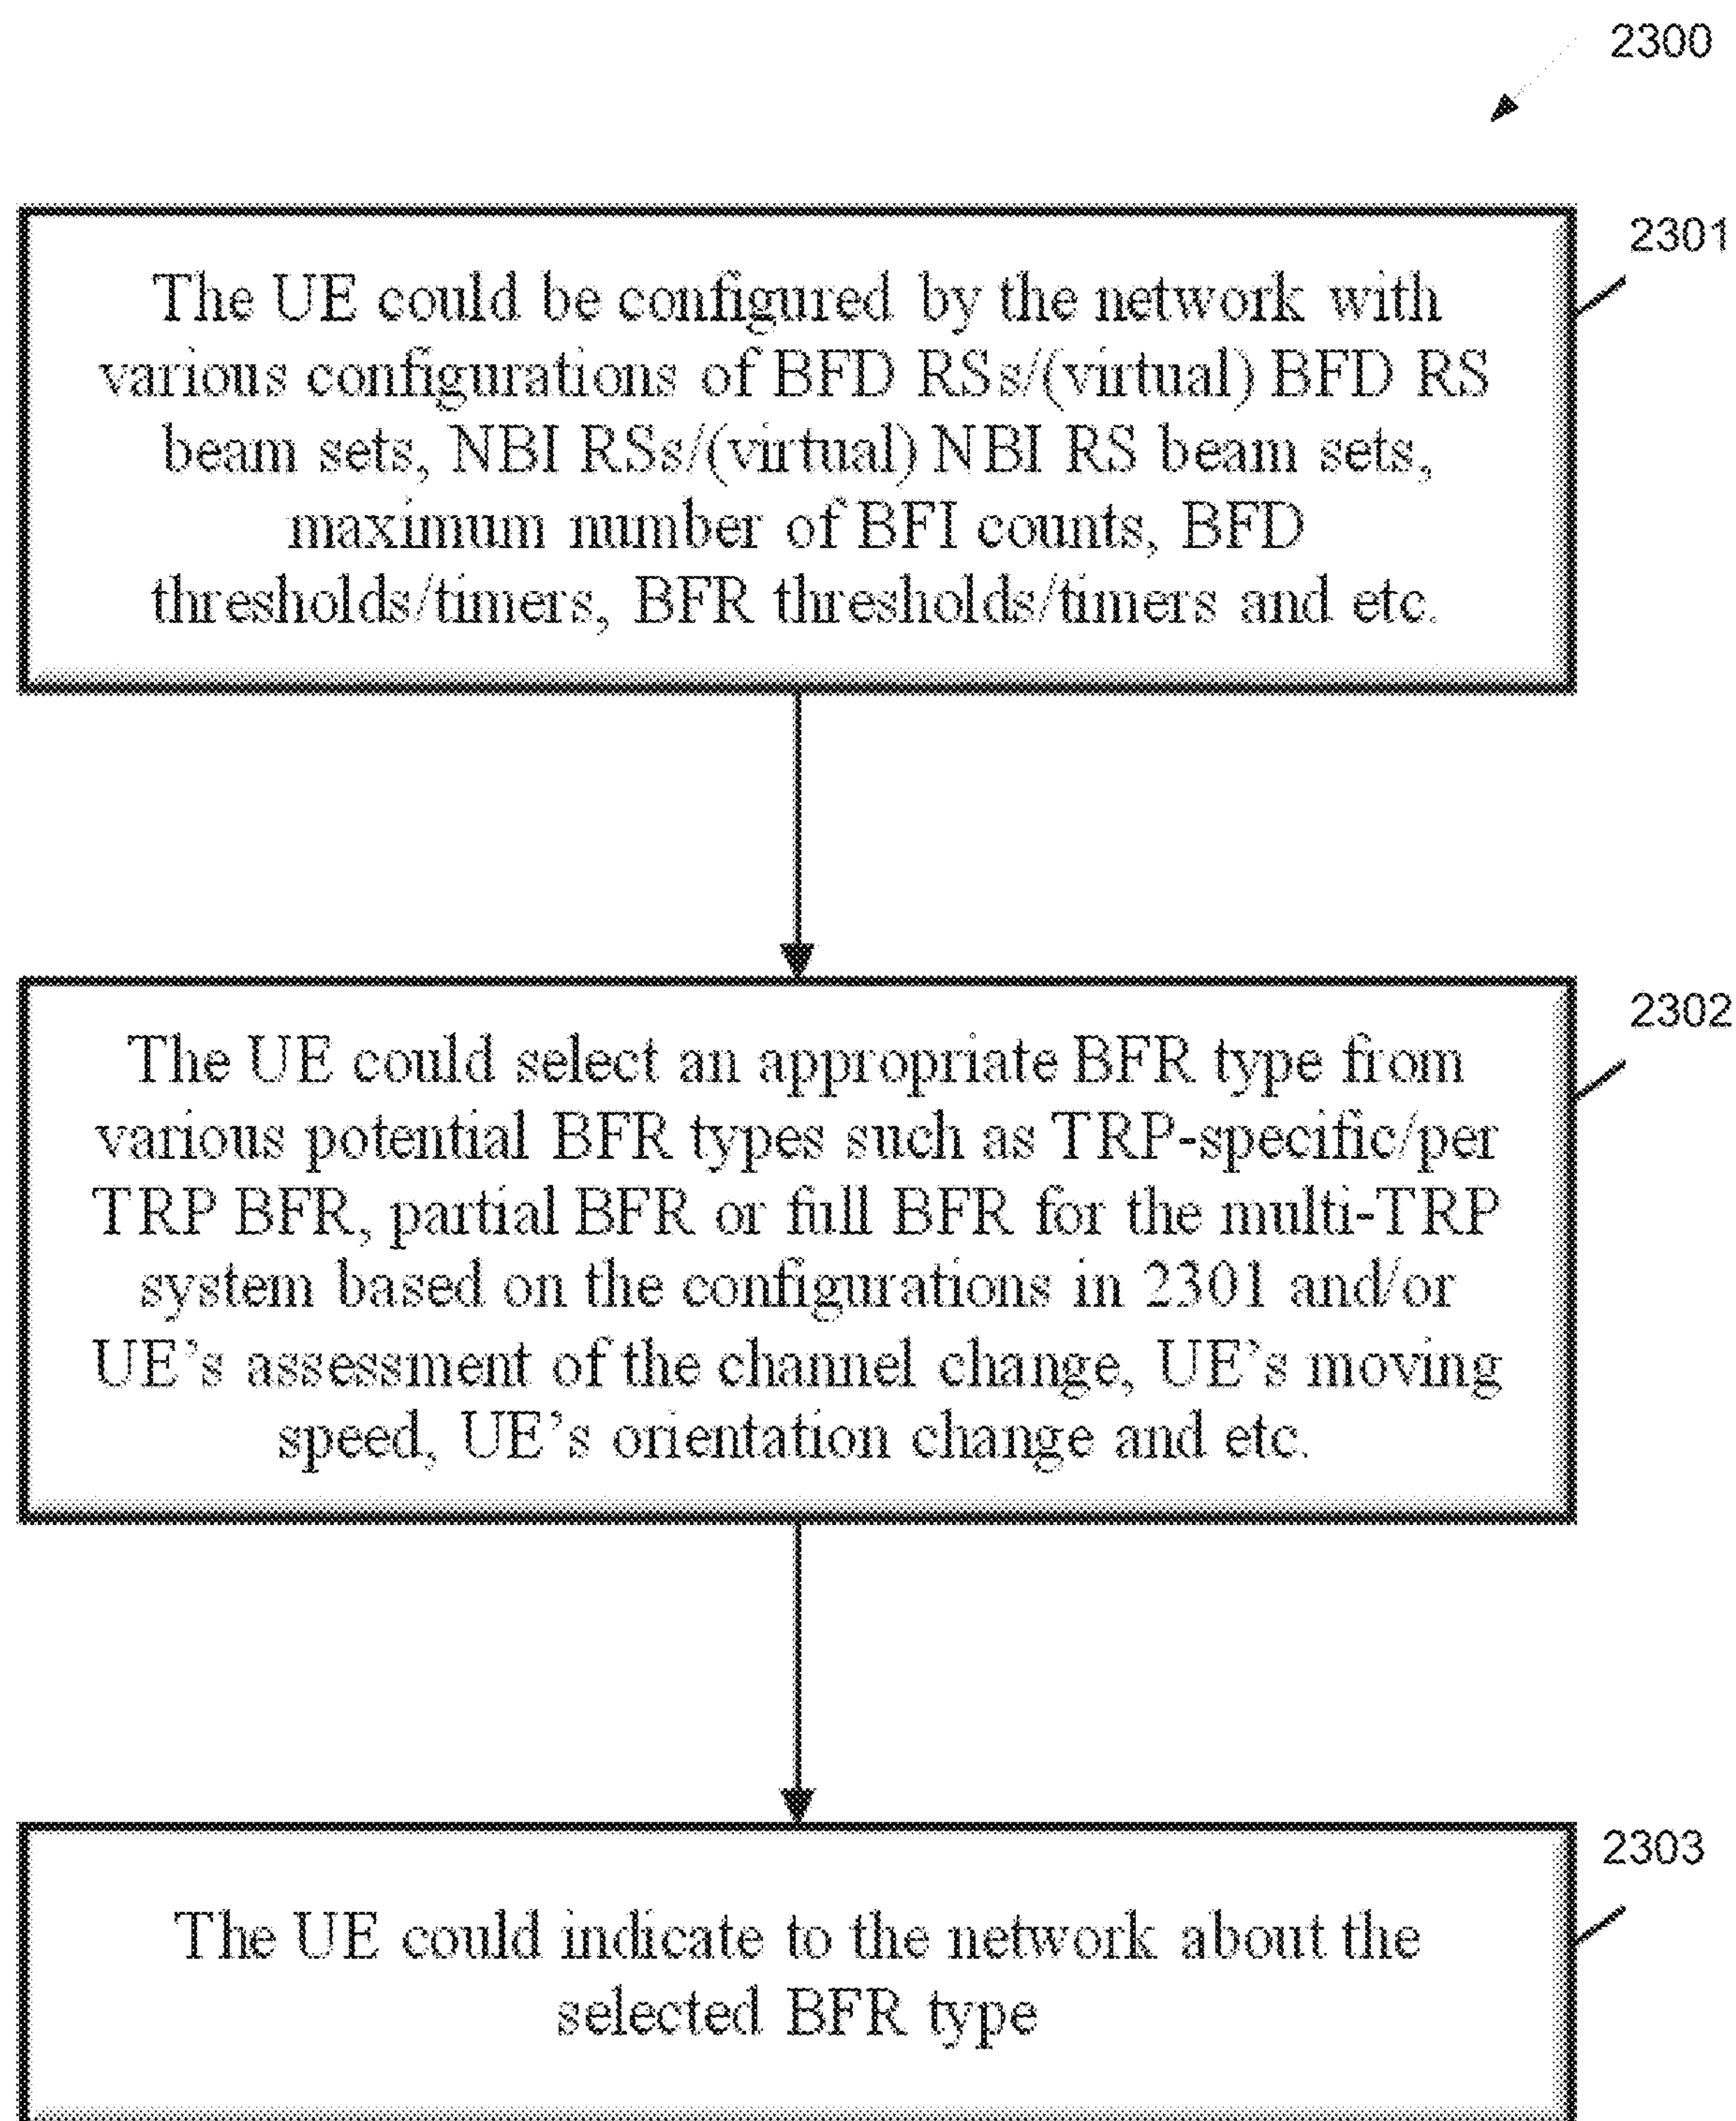 2300
2301
The UE could be configured by the network with
various configurations of BFD RSs/(virtual) BFD RS
beam sets, NBI RSs/(virtual) NBI RS beam sets,
maximum number of BFI counts, BFD
thresholds/timers, BFR thresholds/timers and etc.
2302
The UE could select an appropriate BFR type from
various potential BFR types such as TRP-specific/per
TRP BFR, partial BFR or full BFR for the multi-TRP
system based on the configurations in 2301 and/or
UE’s assessment of the channel change, UE’s moving
speed, UE’s orientation change and etc.
2303
The UE could indicate to the network about the
selected BFR type